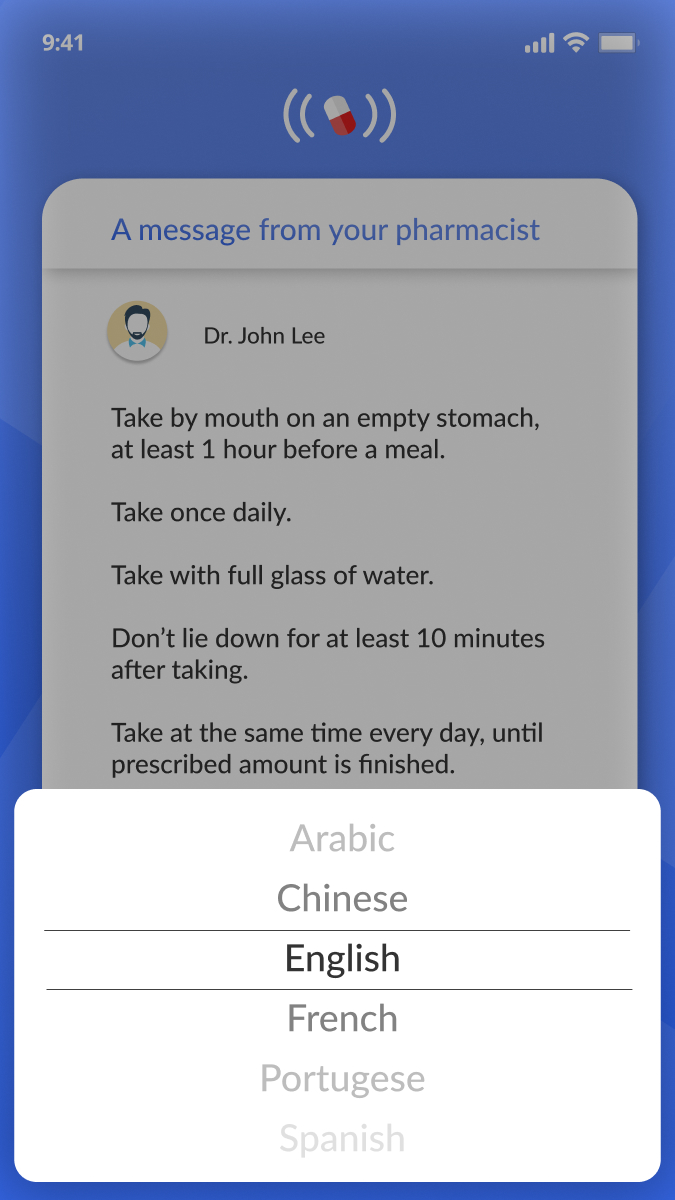 9:41
A message from your pharmacist
Dr. John Lee
Take by mouth on an empty stomach,
at least 1 hour before a meal.
Take once daily.
Take with full glass of water.
Don’t lie down for at least 10 minutes
after taking.
Take at the same time every day, until
prescribed amount is finished.
Arabic
Chinese
English
French
Portugese
Spanish